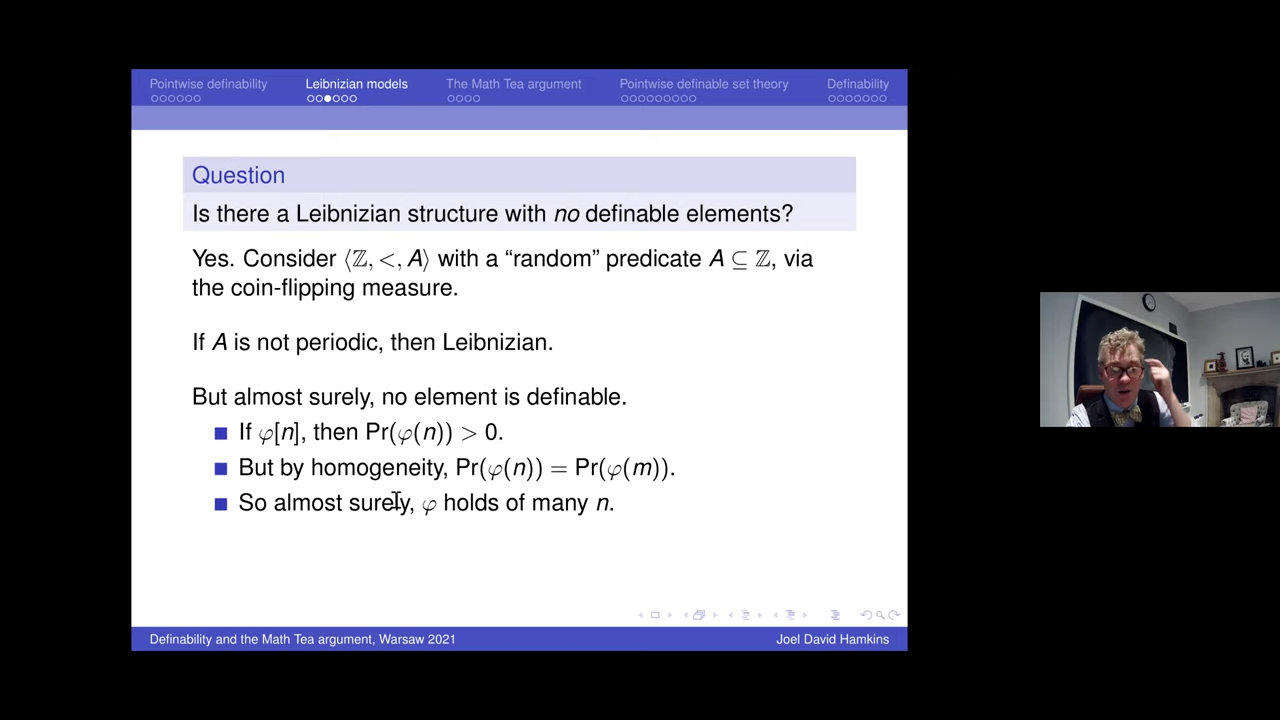 Pointwise definability Leibnizian models The Math Tea argument Pointwise definable set theory Definability
Question
Is there a Leibnizian structure with no definable elements?
Yes. Consider ⟨ℤ, <, A⟩ with a “random” predicate A ⊆ ℤ, via
the coin-flipping measure.
If A is not periodic, then Leibnizian.
But almost surely, no element is definable.
If φ[n], then Pr(φ(n)) > 0.
But by homogeneity, Pr(φ(n)) = Pr(φ(m)).
So almost surely, φ holds of many n.
Definability and the Math Tea argument, Warsaw 2021 Joel David Hamkins